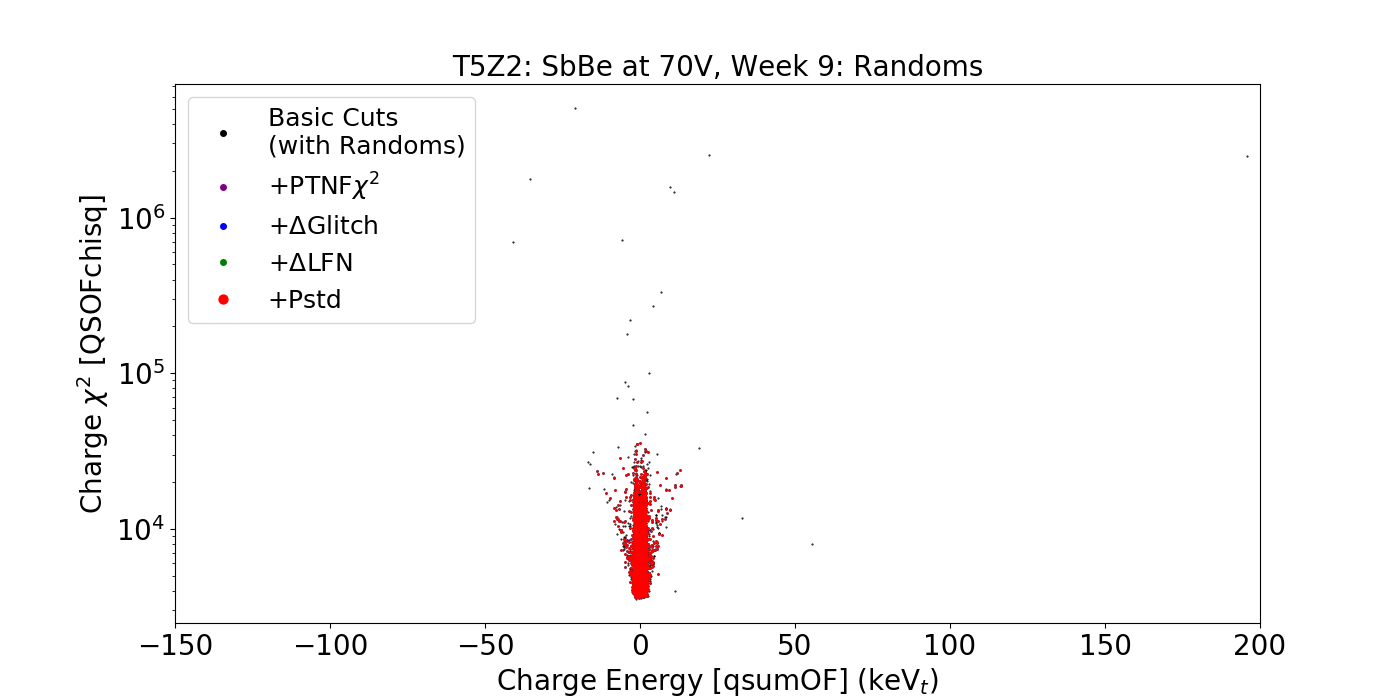 T5Z2: SbBe at 70V, Week 9: Randoms
Basic Cuts
(with Randoms)
+PTNFχ²
+ΔGlitch
+ΔLFN
+Pstd
Charge χ² [QSOFchisq]
10⁶
10⁵
10⁴
−150 −100 −50 0 50 100 150 200
Charge Energy [qsumOF] (keVₜ)